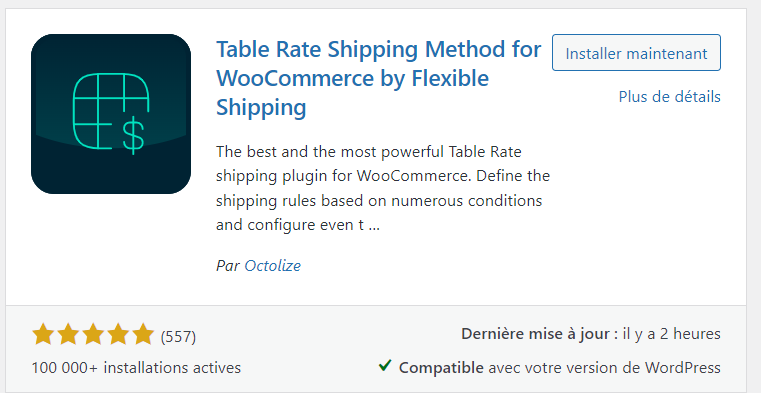 Table Rate Shipping Method for
WooCommerce by Flexible
Shipping
Installer maintenant
Plus de détails
The best and the most powerful Table Rate
shipping plugin for WooCommerce. Define the
shipping rules based on numerous conditions
and configure even t …
Par Octolize
(557)
100 000+ installations actives
Dernière mise à jour : il y a 2 heures
Compatible avec votre version de WordPress